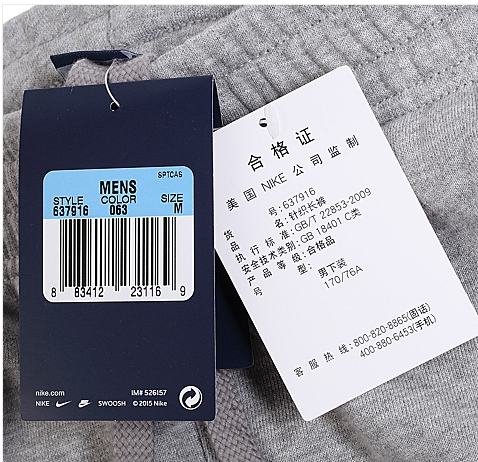 SPTCAS
MENS
STYLE COLOR SIZE
637916 063 M
8 83412 23116 9
nike.com IM# 526157
NIKE SWOOSH © 2015 Nike
合格证
美国 NIKE 公司监制
货 号: 637916
品 名: 针织长裤
执行标准: GB/T 22853-2009
安全技术类别: GB 18401 C类
产品等级: 合格品
号 型: 男下装
170/76A
客服热线: 800-820-8865(固话)
400-880-6453(手机)